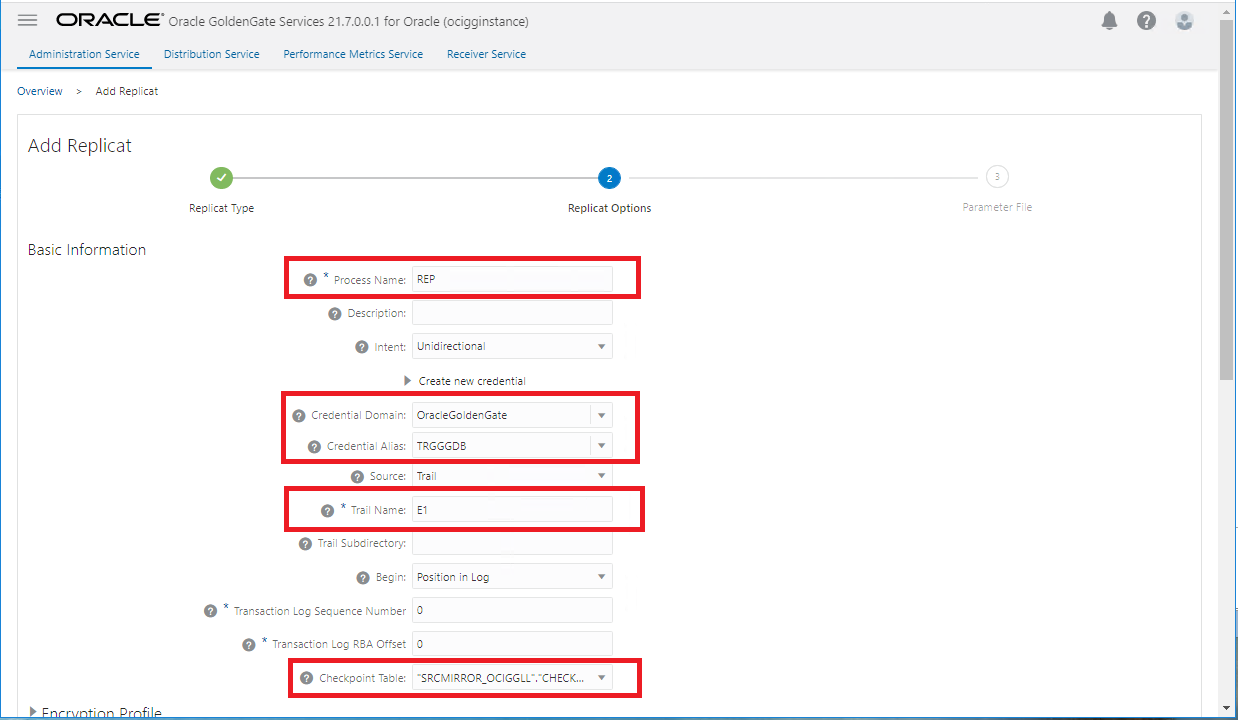 ORACLE® Oracle GoldenGate Services 21.7.0.0.1 for Oracle (ocigginstance)
Administration Service Distribution Service Performance Metrics Service Receiver Service
Overview > Add Replicat
Add Replicat
2
3
Replicat Type Replicat Options Parameter File
Basic Information
? * Process Name: REP
? Description:
? Intent: Unidirectional
Create new credential
? Credential Domain: OracleGoldenGate
? Credential Alias: TRGGGDB
? Source: Trail
? * Trail Name: E1
? Trail Subdirectory:
? Begin: Position in Log
? * Transaction Log Sequence Number 0
? * Transaction Log RBA Offset 0
? Checkpoint Table: "SRCMIRROR_OCIGGLL"."CHECK...
Encryption Profile